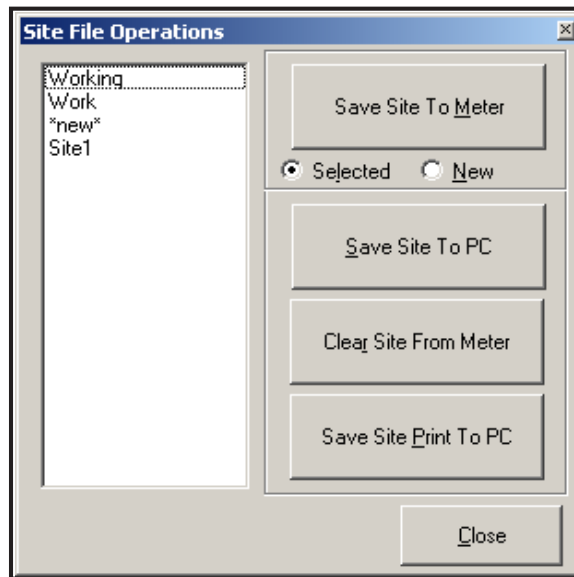 Site File Operations
Working
Work
*new*
Site1
Save Site To Meter
Selected New
Save Site To PC
Clear Site From Meter
Save Site Print To PC
Close